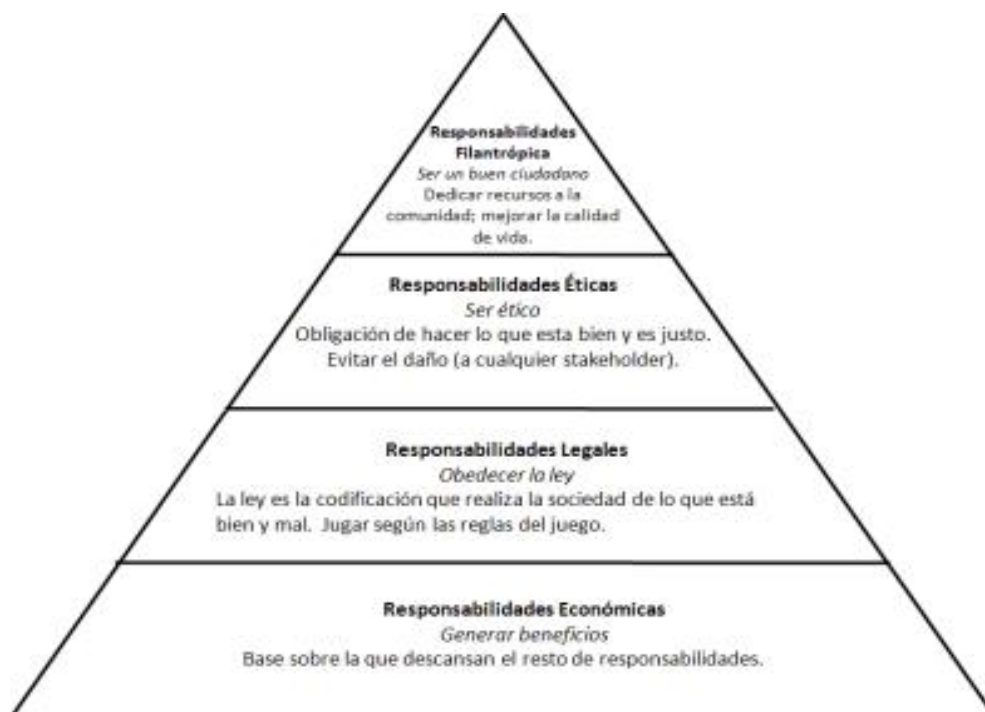 Responsabilidades
Filantrópica
Ser un buen ciudadano
Dedicar recursos a la
comunidad; mejorar la calidad
de vida.
Responsabilidades Éticas
Ser ético
Obligación de hacer lo que esta bien y es justo.
Evitar el daño (a cualquier stakeholder).
Responsabilidades Legales
Obedecer la ley
La ley es la codificación que realiza la sociedad de lo que está
bien y mal. Jugar según las reglas del juego.
Responsabilidades Económicas
Generar beneficios
Base sobre la que descansan el resto de responsabilidades.